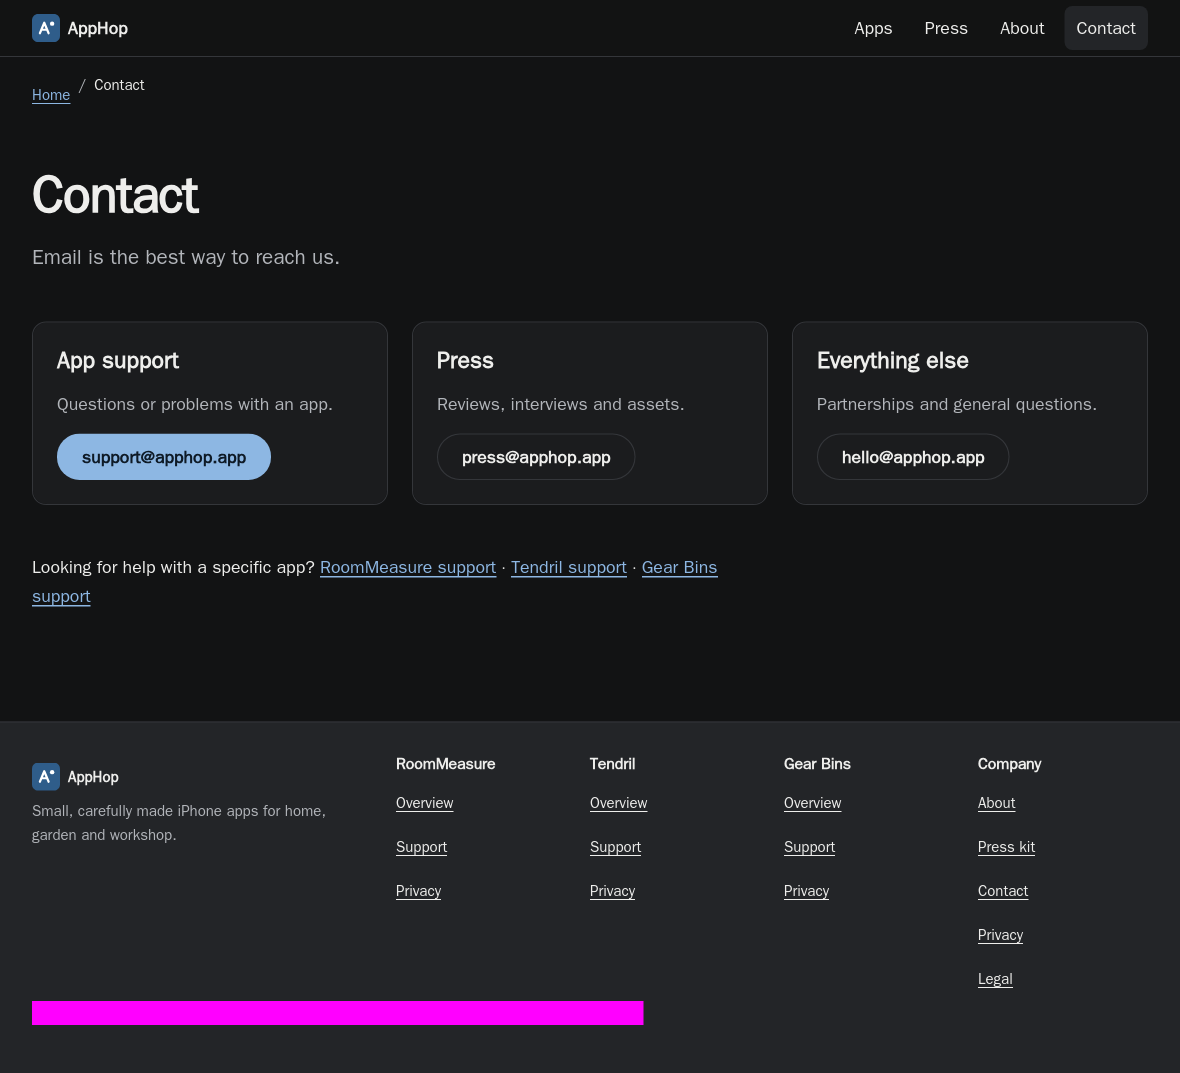 AppHop
Apps Press About Contact
Home / Contact
Contact
Email is the best way to reach us.
App support
Questions or problems with an app.
support@apphop.app
Press
Reviews, interviews and assets.
press@apphop.app
Everything else
Partnerships and general questions.
hello@apphop.app
Looking for help with a specific app? RoomMeasure support · Tendril support · Gear Bins
support
AppHop
Small, carefully made iPhone apps for home,
garden and workshop.
RoomMeasure
Overview
Support
Privacy
Tendril
Overview
Support
Privacy
Gear Bins
Overview
Support
Privacy
Company
About
Press kit
Contact
Privacy
Legal